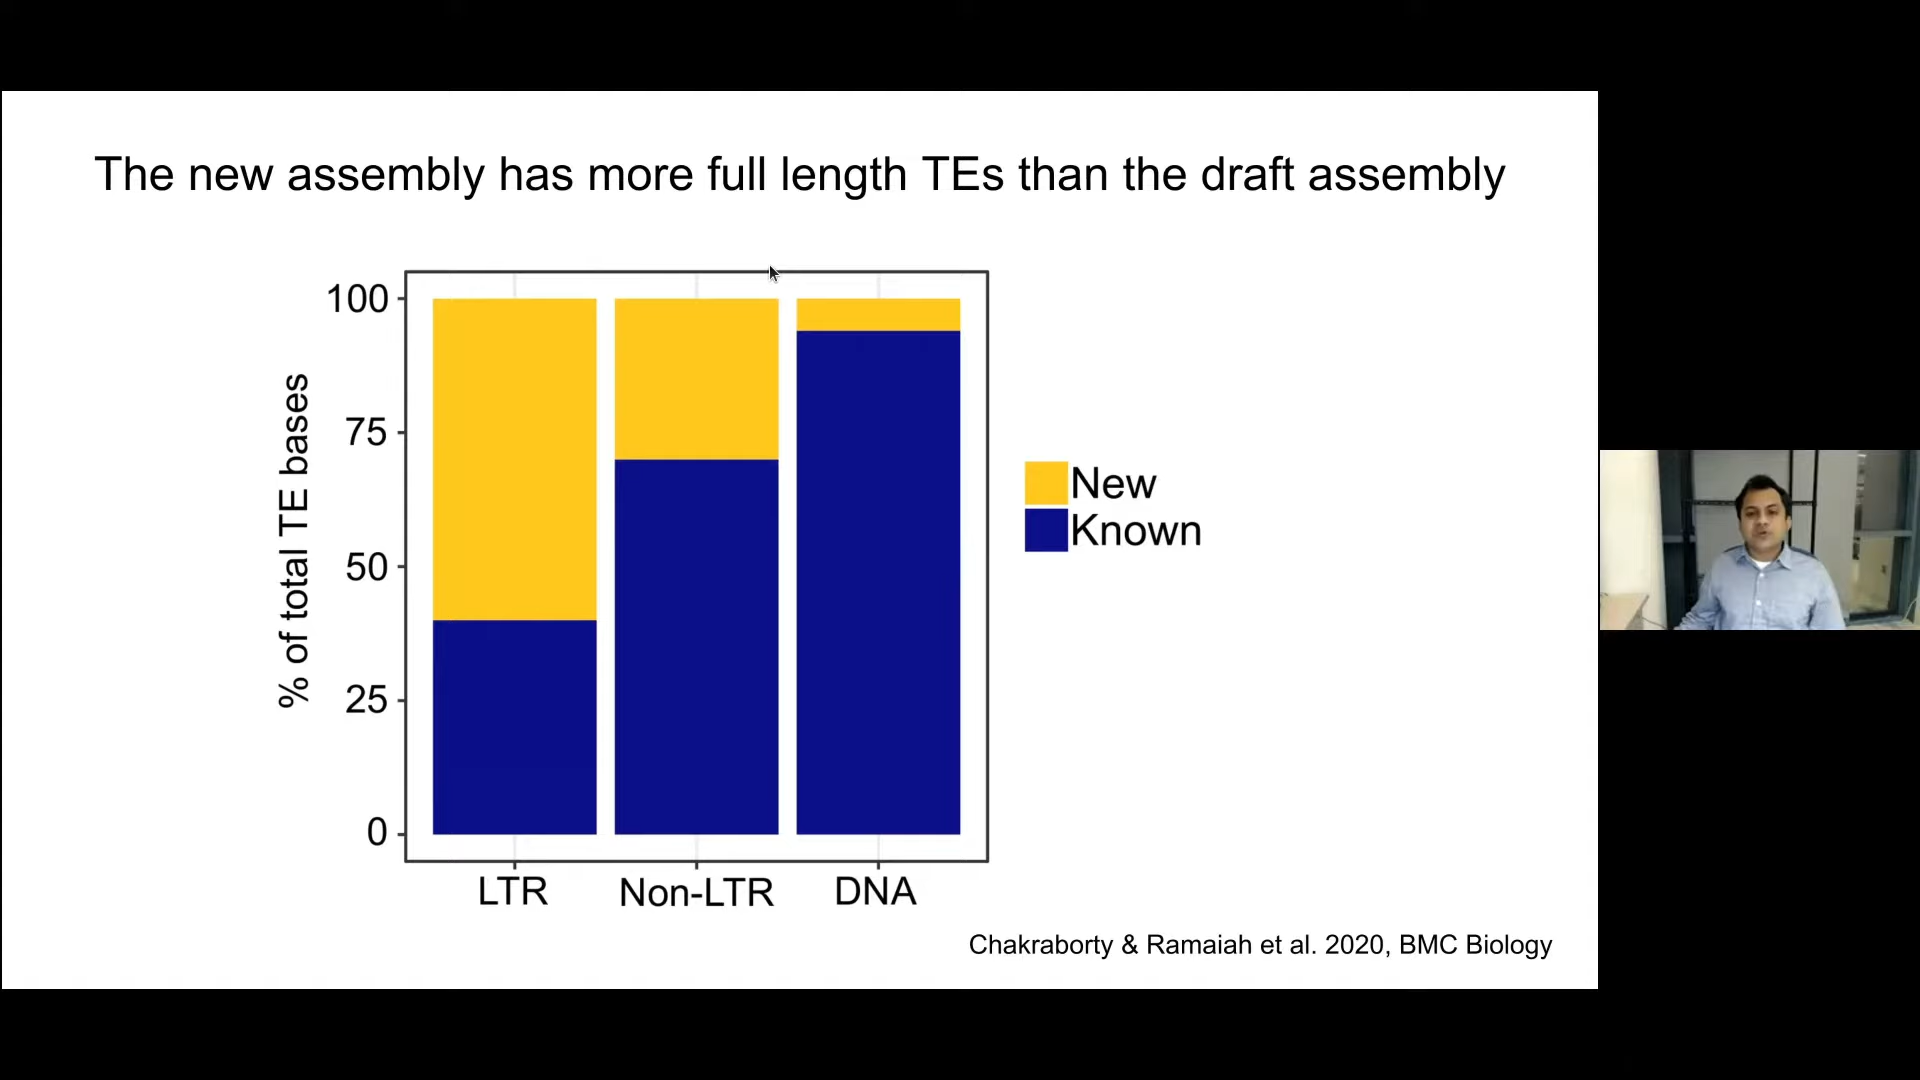 The new assembly has more full length TEs than the draft assembly
% of total TE bases
100
75
50
25
0
LTR
Non-LTR
DNA
New
Known
Chakraborty & Ramaiah et al. 2020, BMC Biology